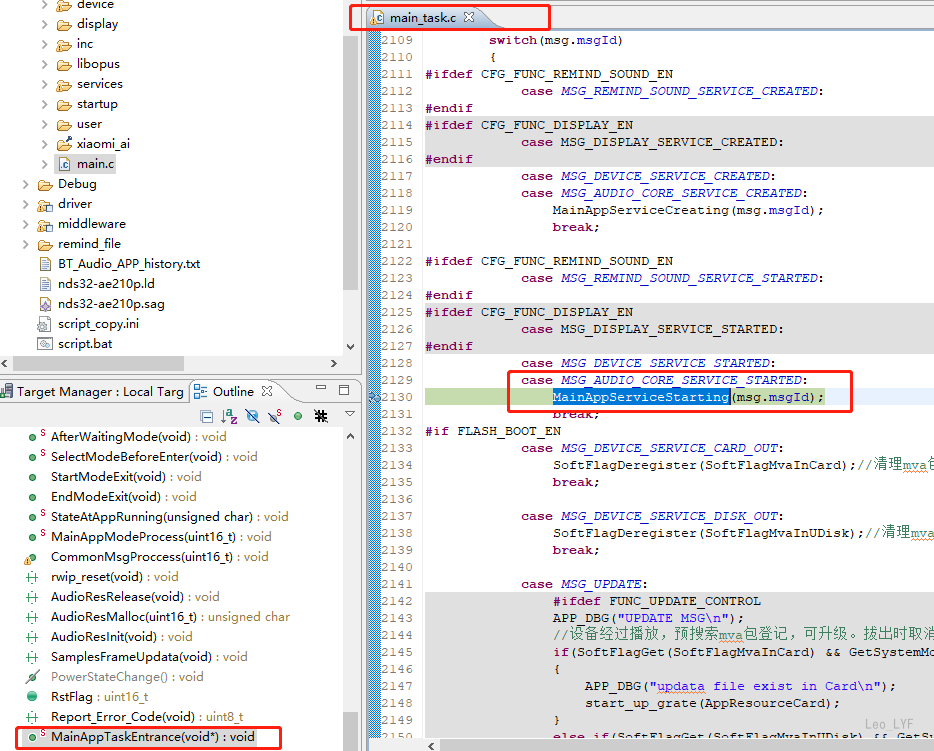 device
display
inc
libopus
services
startup
user
xiaomi_ai
main.c
Debug
driver
middleware
remind_file
BT_Audio_APP_history.txt
nds32-ae210p.ld
nds32-ae210p.sag
script_copy.ini
script.bat
Target Manager : Local Targ
Outline
AfterWaitingMode(void) : void
SelectModeBeforeEnter(void) : void
StartModeExit(void) : void
EndModeExit(void) : void
StateAtAppRunning(unsigned char) : void
MainAppModeProcess(uint16_t) : void
CommonMsgProccess(uint16_t) : void
rwip_reset(void) : void
AudioResRelease(void) : void
AudioResMalloc(uint16_t) : unsigned char
AudioResInit(void) : void
SamplesFrameUpdata(void) : void
PowerStateChange() : void
RstFlag : uint16_t
Report_Error_Code(void) : uint8_t
MainAppTaskEntrance(void*) : void
main_task.c
2109 switch(msg.msgId)
2110 {
2111 #ifdef CFG_FUNC_REMIND_SOUND_EN
2112 case MSG_REMIND_SOUND_SERVICE_CREATED:
2113 #endif
2114 #ifdef CFG_FUNC_DISPLAY_EN
2115 case MSG_DISPLAY_SERVICE_CREATED:
2116 #endif
2117 case MSG_DEVICE_SERVICE_CREATED:
2118 case MSG_AUDIO_CORE_SERVICE_CREATED:
2119 MainAppServiceCreating(msg.msgId);
2120 break;
2121
2122 #ifdef CFG_FUNC_REMIND_SOUND_EN
2123 case MSG_REMIND_SOUND_SERVICE_STARTED:
2124 #endif
2125 #ifdef CFG_FUNC_DISPLAY_EN
2126 case MSG_DISPLAY_SERVICE_STARTED:
2127 #endif
2128 case MSG_DEVICE_SERVICE_STARTED:
2129 case MSG_AUDIO_CORE_SERVICE_STARTED:
2130 MainAppServiceStarting(msg.msgId);
2131 break;
2132 #if FLASH_BOOT_EN
2133 case MSG_DEVICE_SERVICE_CARD_OUT:
2134 SoftFlagDeregister(SoftFlagMvaInCard);//清理mva包
2135 break;
2136
2137 case MSG_DEVICE_SERVICE_DISK_OUT:
2138 SoftFlagDeregister(SoftFlagMvaInUDisk);//清理mva
2139 break;
2140
2141 case MSG_UPDATE:
2142 #ifdef FUNC_UPDATE_CONTROL
2143 APP_DBG("UPDATE MSG\n");
2144 //设备经过播放，预搜索mva包登记，可升级。拔出时取消
2145 if(SoftFlagGet(SoftFlagMvaInCard) && GetSystemMo
2146 {
2147 APP_DBG("updata file exist in Card\n");
2148 start_up_grate(AppResourceCard);
2149 }
2150 else if(SoftFlagGet(SoftFlagMvaInUDisk) && GetSy
Leo_LYF